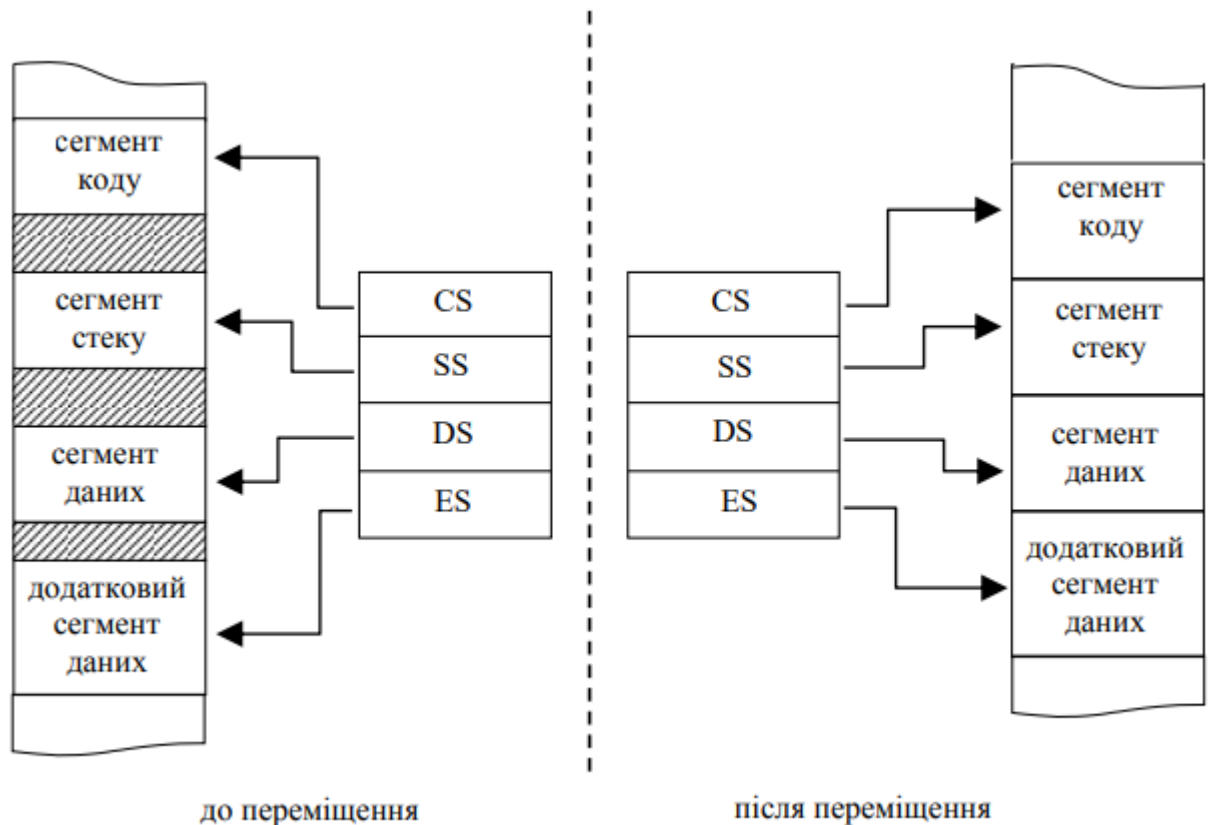 сегмент
коду
сегмент
стеку
сегмент
даних
додатковий
сегмент
даних
CS
SS
DS
ES
CS
SS
DS
ES
сегмент
коду
сегмент
стеку
сегмент
даних
додатковий
сегмент
даних
до переміщення
після переміщення